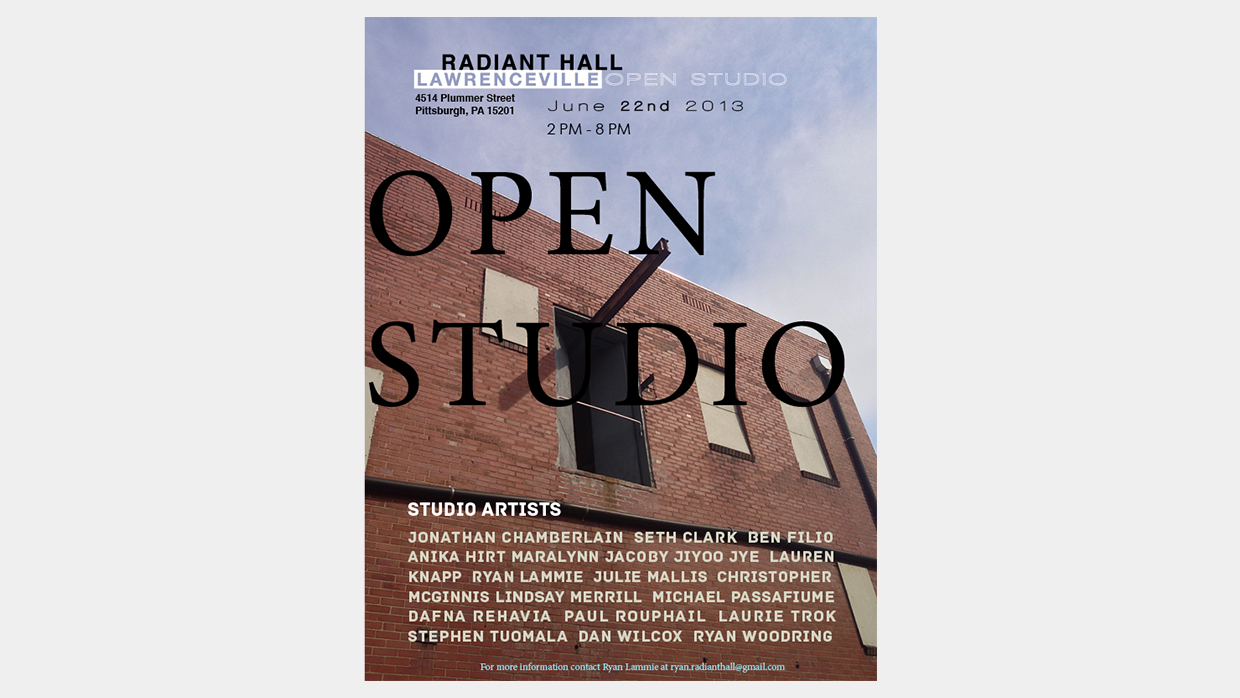 RADIANT HALL
LAWRENCEVILLE OPEN STUDIO
4514 Plummer Street
Pittsburgh, PA 15201
June 22nd 2013
2 PM - 8 PM
OPEN
STUDIO
STUDIO ARTISTS
JONATHAN CHAMBERLAIN SETH CLARK BEN FILIO
ANIKA HIRT MARALYNN JACOBY JIYOO JYE LAUREN
KNAPP RYAN LAMMIE JULIE MALLIS CHRISTOPHER
MCGINNIS LINDSAY MERRILL MICHAEL PASSAFIUME
DAFNA REHAVIA PAUL ROUPHAIL LAURIE TROK
STEPHEN TUOMALA DAN WILCOX RYAN WOODRING
For more information contact Ryan Lammie at ryan.radianthall@gmail.com